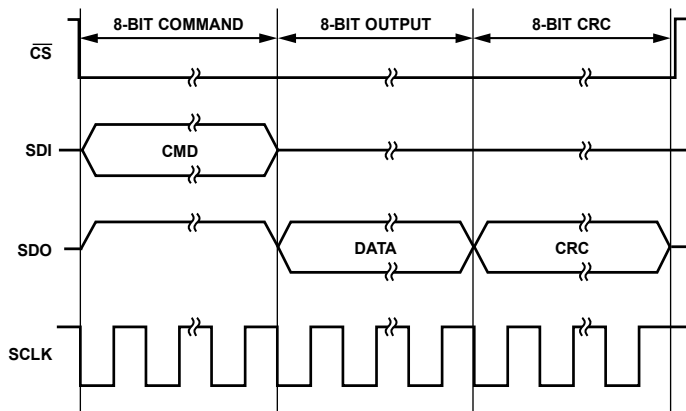 8-BIT COMMAND 8-BIT OUTPUT 8-BIT CRC
CS
SDI CMD
SDO DATA CRC
SCLK